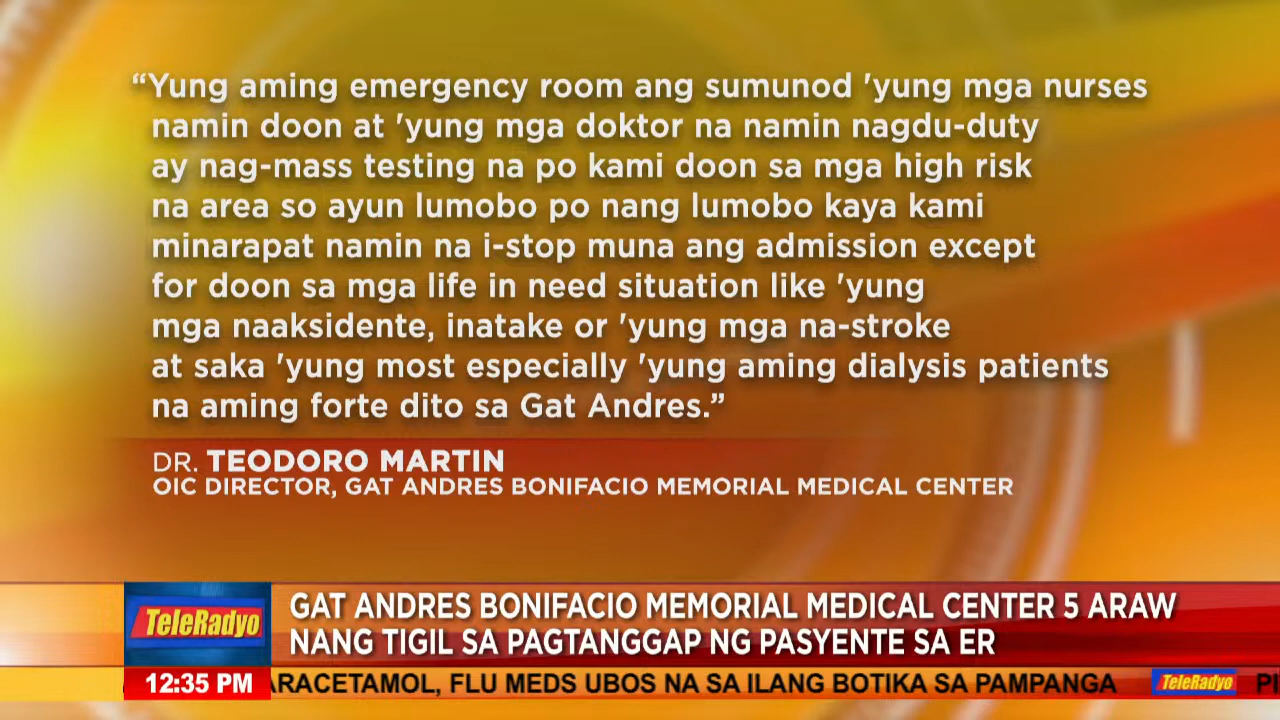 “Yung aming emergency room ang sumunod 'yung mga nurses
namin doon at 'yung mga doktor na namin nagdu-duty
ay nag-mass testing na po kami doon sa mga high risk
na area so ayun lumobo po nang lumobo kaya kami
minarapat namin na i-stop muna ang admission except
for doon sa mga life in need situation like 'yung
mga naaksidente, inatake or 'yung mga na-stroke
at saka 'yung most especially 'yung aming dialysis patients
na aming forte dito sa Gat Andres.”
DR. TEODORO MARTIN
OIC DIRECTOR, GAT ANDRES BONIFACIO MEMORIAL MEDICAL CENTER
TeleRadyo
GAT ANDRES BONIFACIO MEMORIAL MEDICAL CENTER 5 ARAW
NANG TIGIL SA PAGTANGGAP NG PASYENTE SA ER
12:35 PM
ARACETAMOL, FLU MEDS UBOS NA SA ILANG BOTIKA SA PAMPANGA TeleRadyo